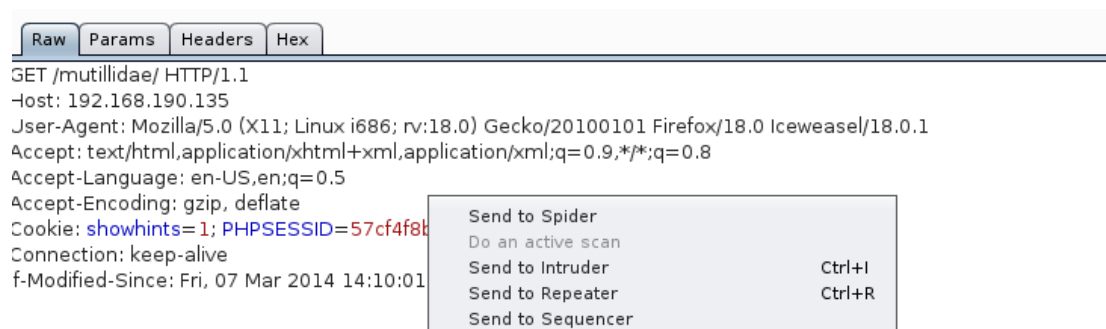 Raw Params Headers Hex
GET /mutillidae/ HTTP/1.1
Host: 192.168.190.135
User-Agent: Mozilla/5.0 (X11; Linux i686; rv:18.0) Gecko/20100101 Firefox/18.0 Iceweasel/18.0.1
Accept: text/html,application/xhtml+xml,application/xml;q=0.9,*/*;q=0.8
Accept-Language: en-US,en;q=0.5
Accept-Encoding: gzip, deflate
Cookie: showhints=1; PHPSESSID=57cf4f8b
Connection: keep-alive
If-Modified-Since: Fri, 07 Mar 2014 14:10:01
Send to Spider
Do an active scan
Send to Intruder Ctrl+I
Send to Repeater Ctrl+R
Send to Sequencer